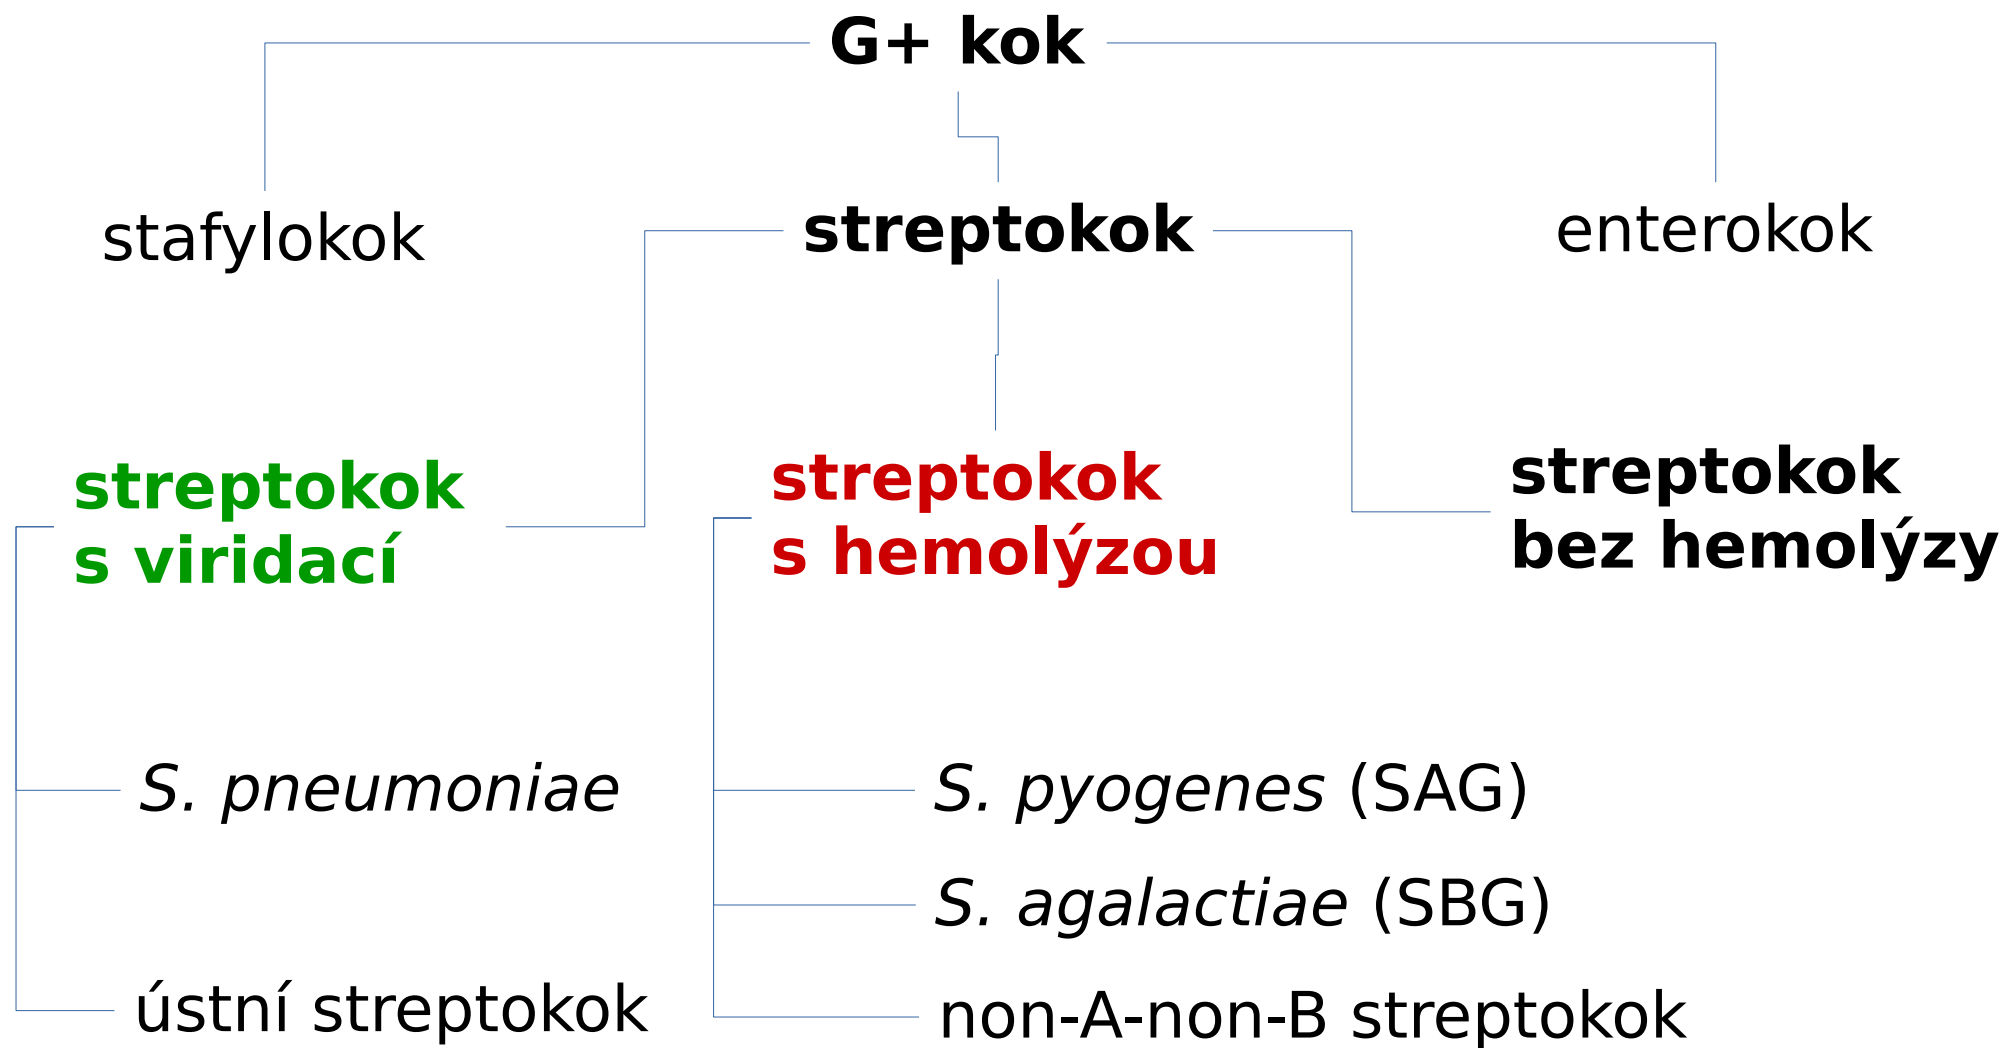 G+ kok
stafylokok
streptokok
enterokok
streptokok
s viridací
streptokok
s hemolýzou
streptokok
bez hemolýzy
S. pneumoniae
S. pyogenes (SAG)
S. agalactiae (SBG)
ústní streptokok
non-A-non-B streptokok